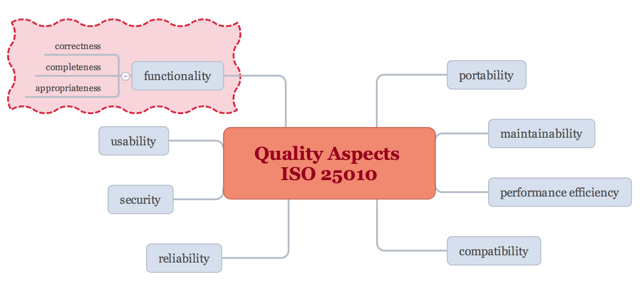 correctness
completeness
appropriateness
functionality
usability
security
reliability
Quality Aspects
ISO 25010
portability
maintainability
performance efficiency
compatibility